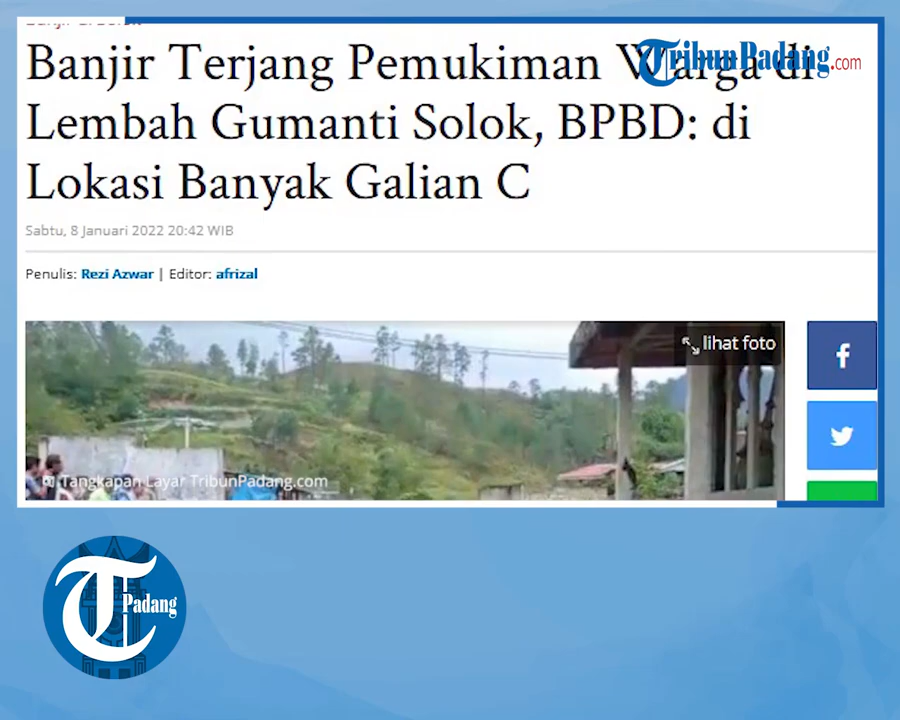 Banjir Terjang Pemukiman Warga di
TribunPadang.com
Lembah Gumanti Solok, BPBD: di
Lokasi Banyak Galian C
Sabtu, 8 Januari 2022 20:42 WIB
Penulis: Rezi Azwar | Editor: afrizal
lihat foto
Tangkapan Layar TribunPadang.com
T Padang